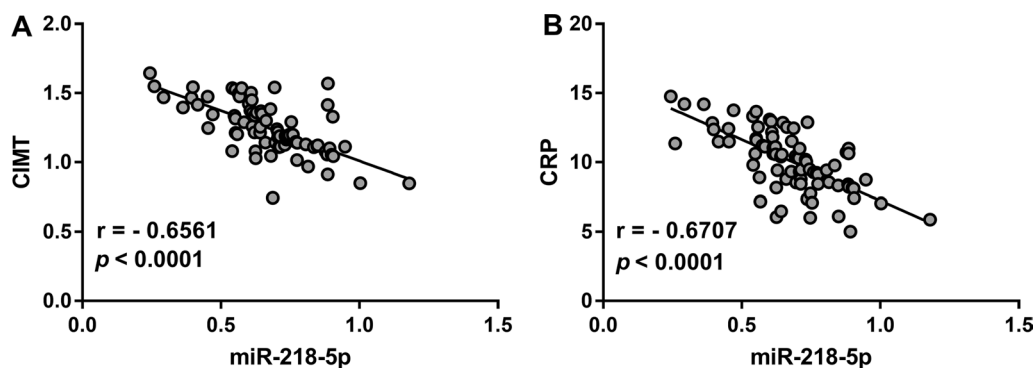 A
CIMT
2.0
1.5
1.0
0.5
0.0
r = - 0.6561
p < 0.0001
0.0 0.5 1.0 1.5
miR-218-5p
B
CRP
20
15
10
5
0
r = - 0.6707
p < 0.0001
0.0 0.5 1.0 1.5
miR-218-5p